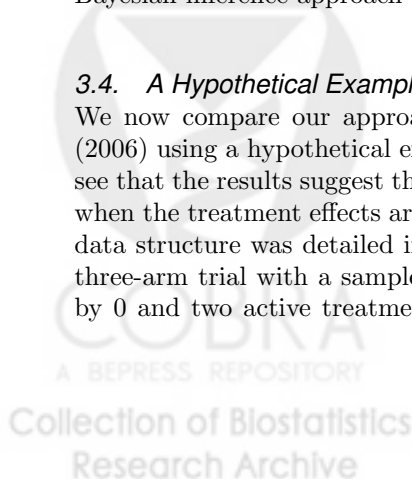 Bayesian inference approach
3.4. A Hypothetical Exampl
We now compare our approa
(2006) using a hypothetical e
see that the results suggest th
when the treatment effects ar
data structure was detailed i
three-arm trial with a sampl
by 0 and two active treatme
COBRA
A BEPRESS REPOSITORY
Collection of Biostatistics
Research Archive